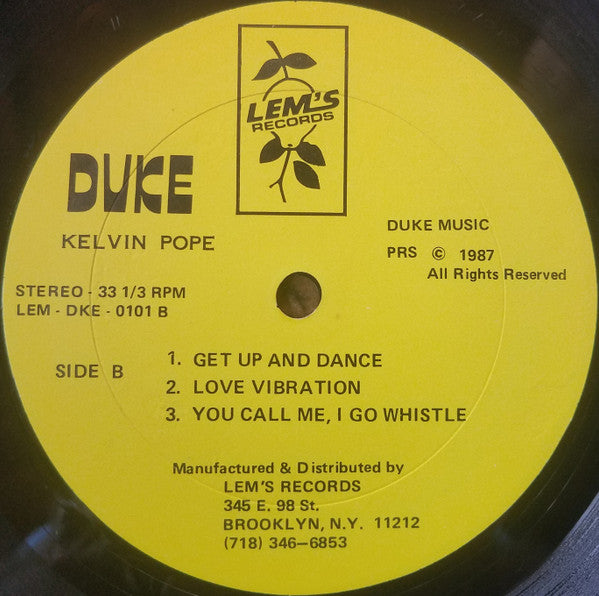 LEM'S
RECORDS
DUKE
KELVIN POPE
DUKE MUSIC
PRS © 1987
All Rights Reserved
STEREO - 33 1/3 RPM
LEM - DKE - 0101 B
SIDE B
1. GET UP AND DANCE
2. LOVE VIBRATION
3. YOU CALL ME, I GO WHISTLE
Manufactured & Distributed by
LEM'S RECORDS
345 E. 98 St.
BROOKLYN, N.Y. 11212
(718) 346-6853